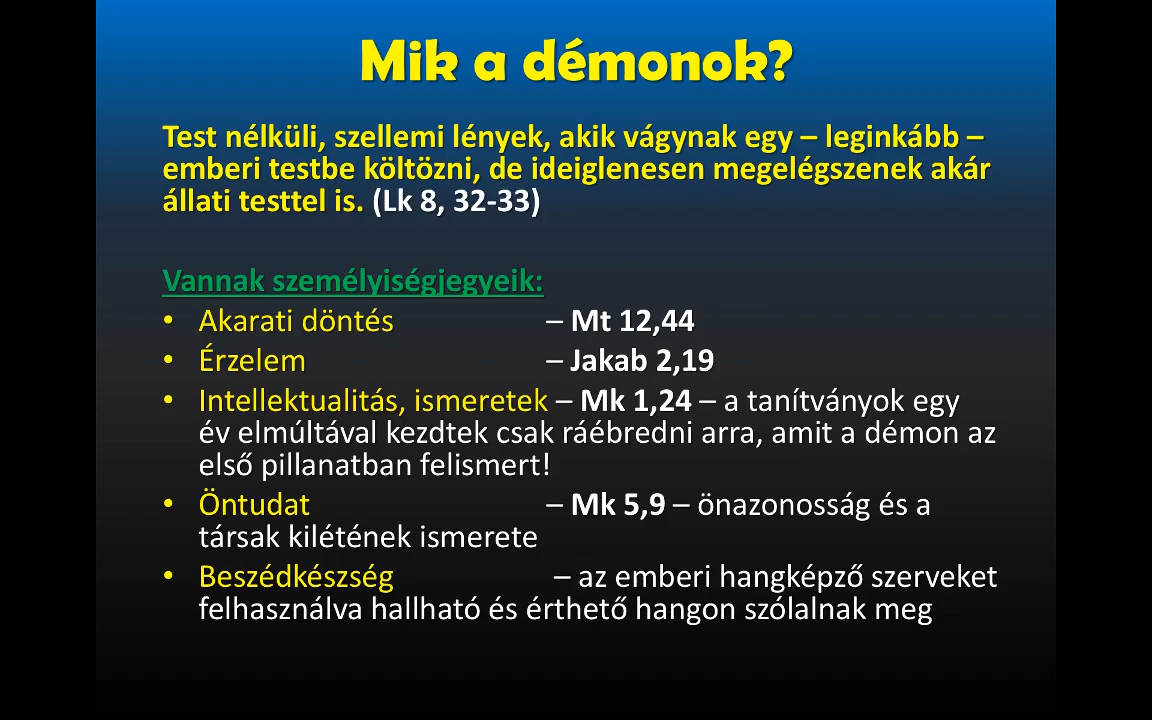 Mik a démonok?
Test nélküli, szellemi lények, akik vágynak egy – leginkább –
emberi testbe költözni, de ideiglenesen megelégszenek akár
állati testtel is. (Lk 8, 32-33)
Vannak személyiségjegyeik:
• Akarati döntés – Mt 12,44
• Érzelem – Jakab 2,19
• Intellektualitás, ismeretek – Mk 1,24 – a tanítványok egy
év elmúltával kezdtek csak ráébredni arra, amit a démon az
első pillanatban felismert!
• Öntudat – Mk 5,9 – önazonosság és a
társak kilétének ismerete
• Beszédkészség – az emberi hangképző szerveket
felhasználva hallható és érthető hangon szólalnak meg